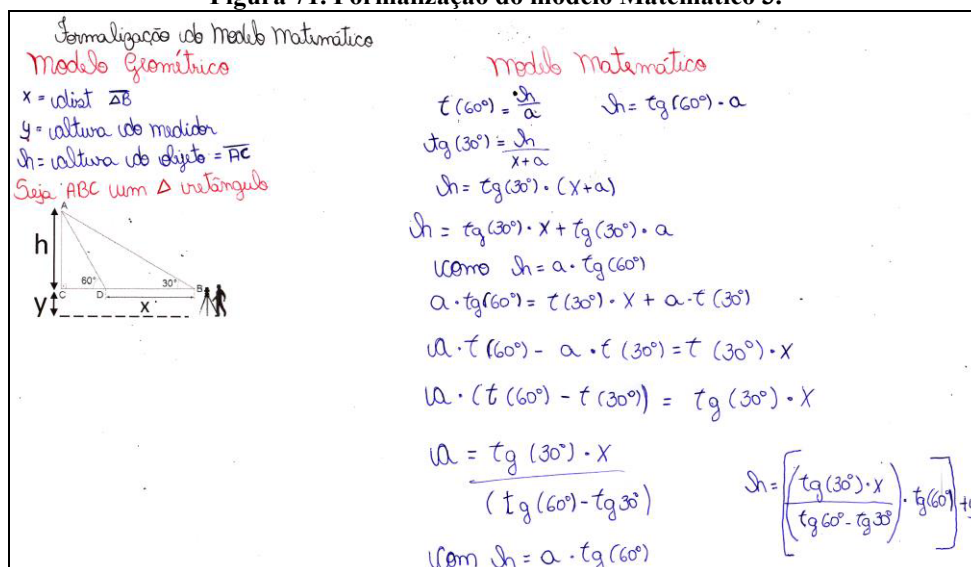 Figura 71: Formalização do modelo Matemático 3.
Formalização do Modelo Matemático
Modelo Geométrico
x = dist ΔB
y = altura do medidor
h = altura do objeto = AC
Seja ABC um Δ retângulo
A
h
60°
30°
C
D
B
y
x
Modelo Matemático
t(60°) = h/a    h = tg(60°) · a
tg(30°) = h/(x+a)
h = tg(30°) · (x+a)
h = tg(30°) · x + tg(30°) · a
como h = a · tg(60°)
a · tg(60°) = t(30°) · x + a · t(30°)
a · t(60°) - a · t(30°) = t(30°) · x
a · (t(60°) - t(30°)) = tg(30°) · x
a = tg(30°) · x
(tg(60°) - tg30°)
h = [(tg(30°) · x / tg60° - tg30°) · tg(60°)] +
Com h = a · tg(60°)